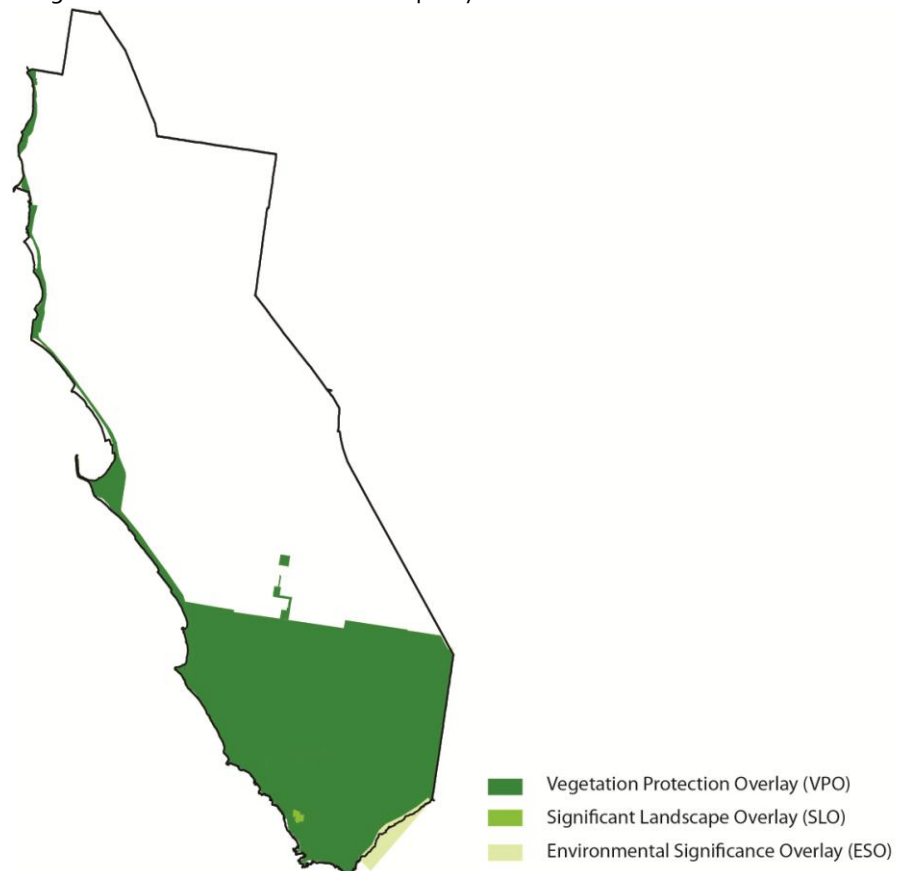 Vegetation Protection Overlay (VPO)
Significant Landscape Overlay (SLO)
Environmental Significance Overlay (ESO)